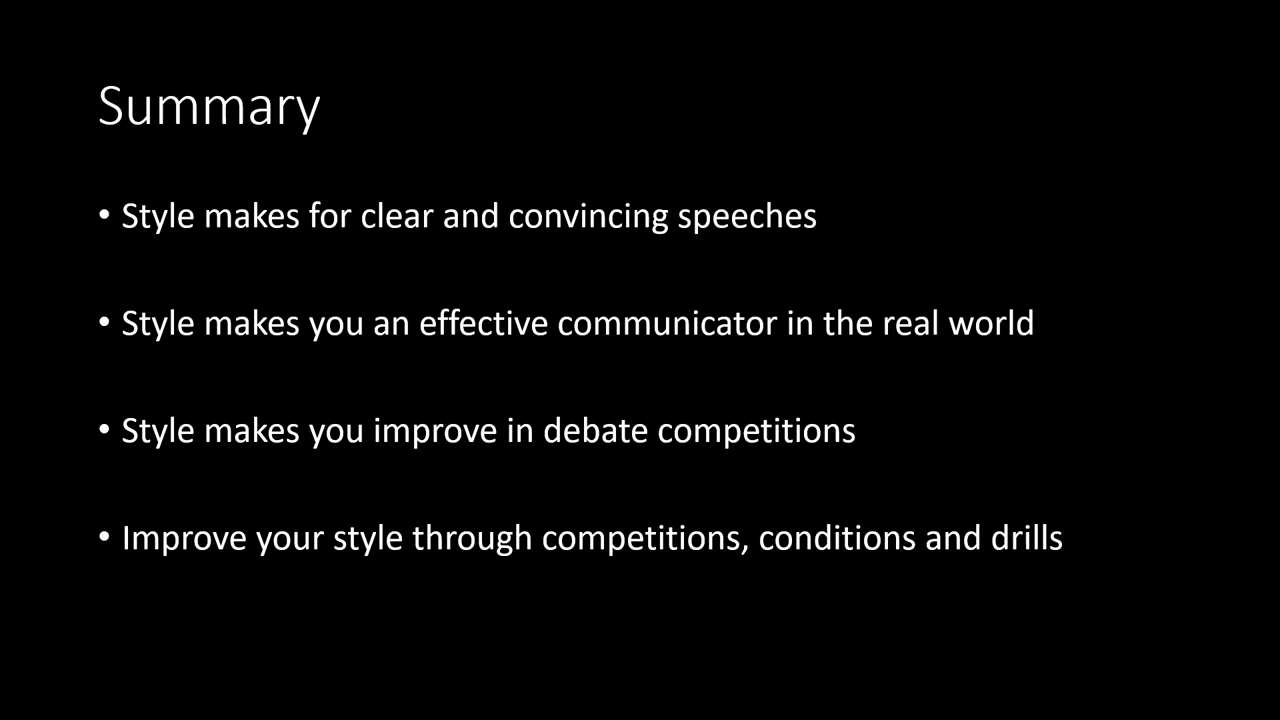 Summary
• Style makes for clear and convincing speeches
• Style makes you an effective communicator in the real world
• Style makes you improve in debate competitions
• Improve your style through competitions, conditions and drills